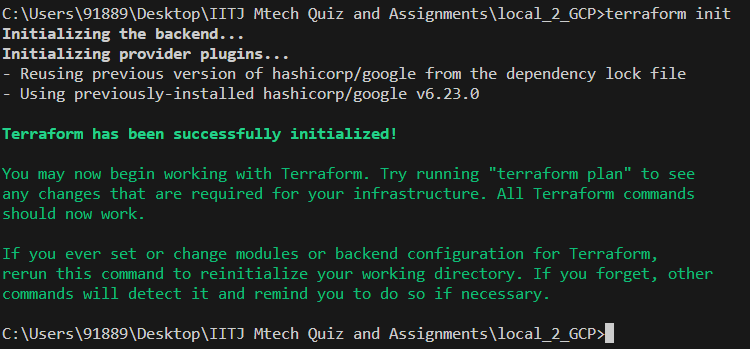 C:\Users\91889\Desktop\IITJ Mtech Quiz and Assignments\local_2_GCP>terraform init
Initializing the backend...
Initializing provider plugins...
- Reusing previous version of hashicorp/google from the dependency lock file
- Using previously-installed hashicorp/google v6.23.0
Terraform has been successfully initialized!
You may now begin working with Terraform. Try running "terraform plan" to see
any changes that are required for your infrastructure. All Terraform commands
should now work.
If you ever set or change modules or backend configuration for Terraform,
rerun this command to reinitialize your working directory. If you forget, other
commands will detect it and remind you to do so if necessary.
C:\Users\91889\Desktop\IITJ Mtech Quiz and Assignments\local_2_GCP>